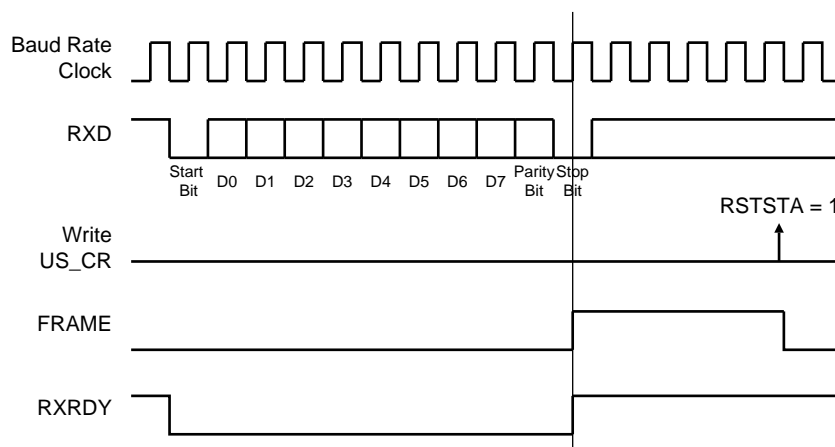 Baud Rate
Clock
RXD
Start
Bit
D0
D1
D2
D3
D4
D5
D6
D7
Parity
Bit
Stop
Bit
RSTSTA = 1
Write
US_CR
FRAME
RXRDY